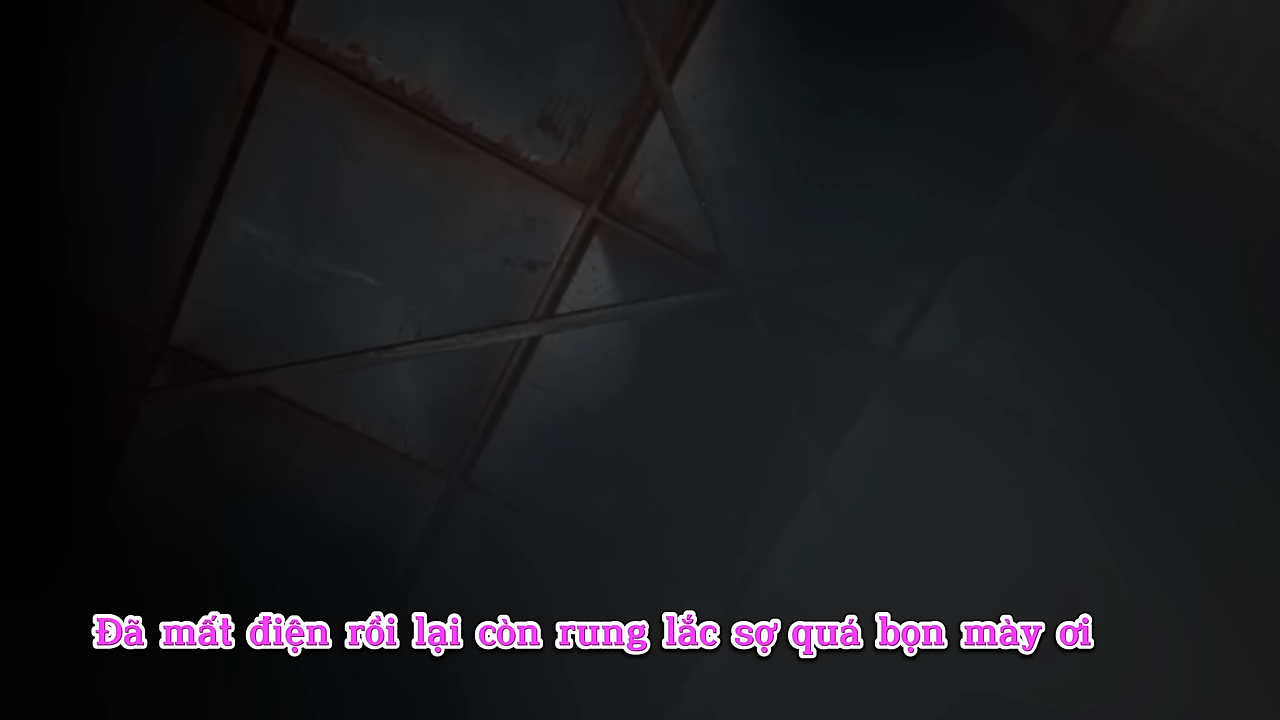 Đã mất điện rồi lại còn rung lắc sợ quá bọn mày ơi